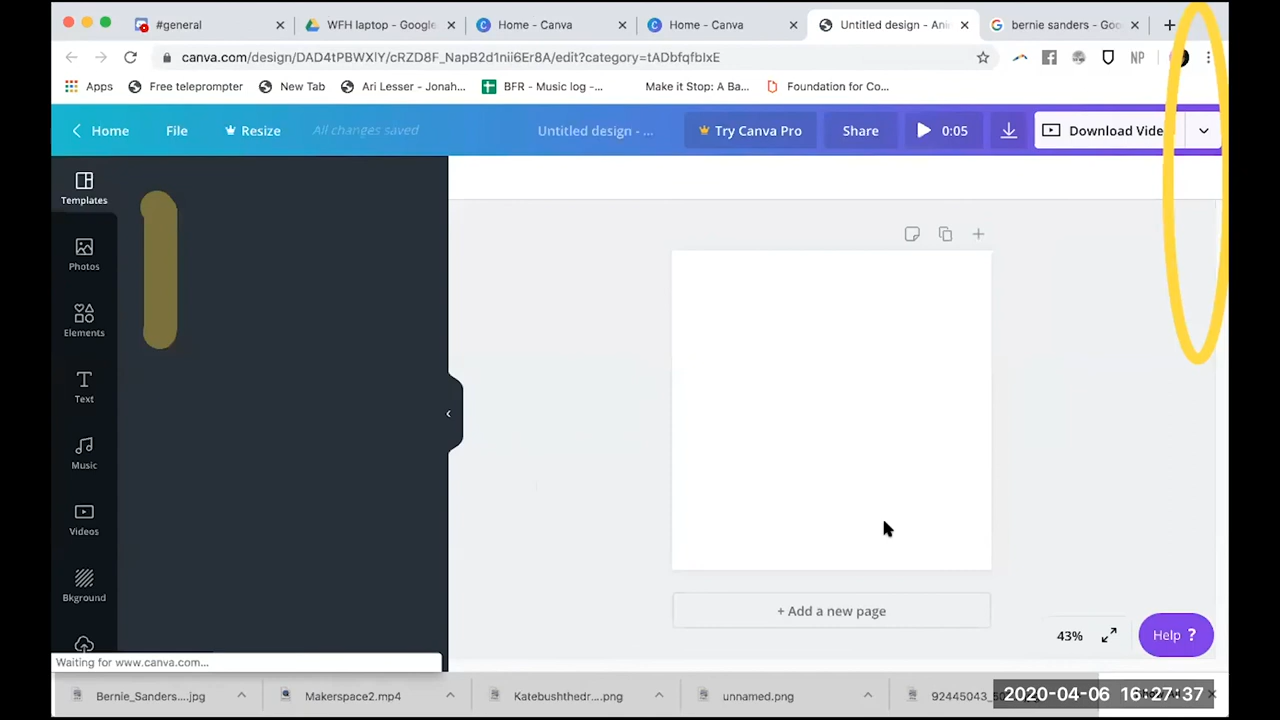 #general
WFH laptop - Google
Home - Canva
Home - Canva
Untitled design - Ani
bernie sanders - Goo
canva.com/design/DAD4tPBWXlY/cRZD8F_NapB2d1nii6Er8A/edit?category=tADbfqfbIxE
NP
Apps
Free teleprompter
New Tab
Ari Lesser - Jonah...
BFR - Music log -...
Make it Stop: A Ba...
Foundation for Co...
Home
File
Resize
All changes saved
Untitled design - ...
Try Canva Pro
Share
0:05
Download Vide
Templates
Photos
Elements
Text
Music
Videos
Bkground
+ Add a new page
43%
Help ?
Waiting for www.canva.com...
Bernie_Sanders....jpg
Makerspace2.mp4
Katebushthedr....png
unnamed.png
2020-04-06 16:27:37